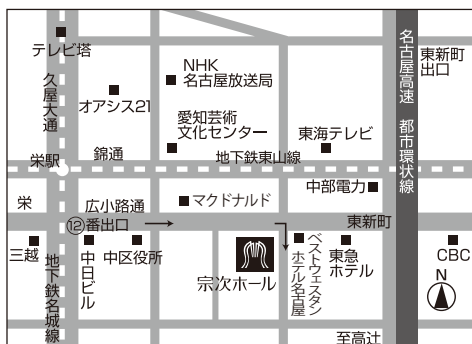 テレビ塔
久屋大通
オアシス21
NHK
名古屋放送局
愛知芸術
文化センター
東海テレビ
名古屋高速 都市環状線
東新町
出口
栄駅
錦通
地下鉄東山線
中部電力
栄
広小路通
マクドナルド
⑫番出口
東新町
三越
地下鉄名城線
中日ビル
中区役所
宗次ホール
ベストウェスタン
ホテル名古屋
東急
ホテル
CBC
N
至高辻